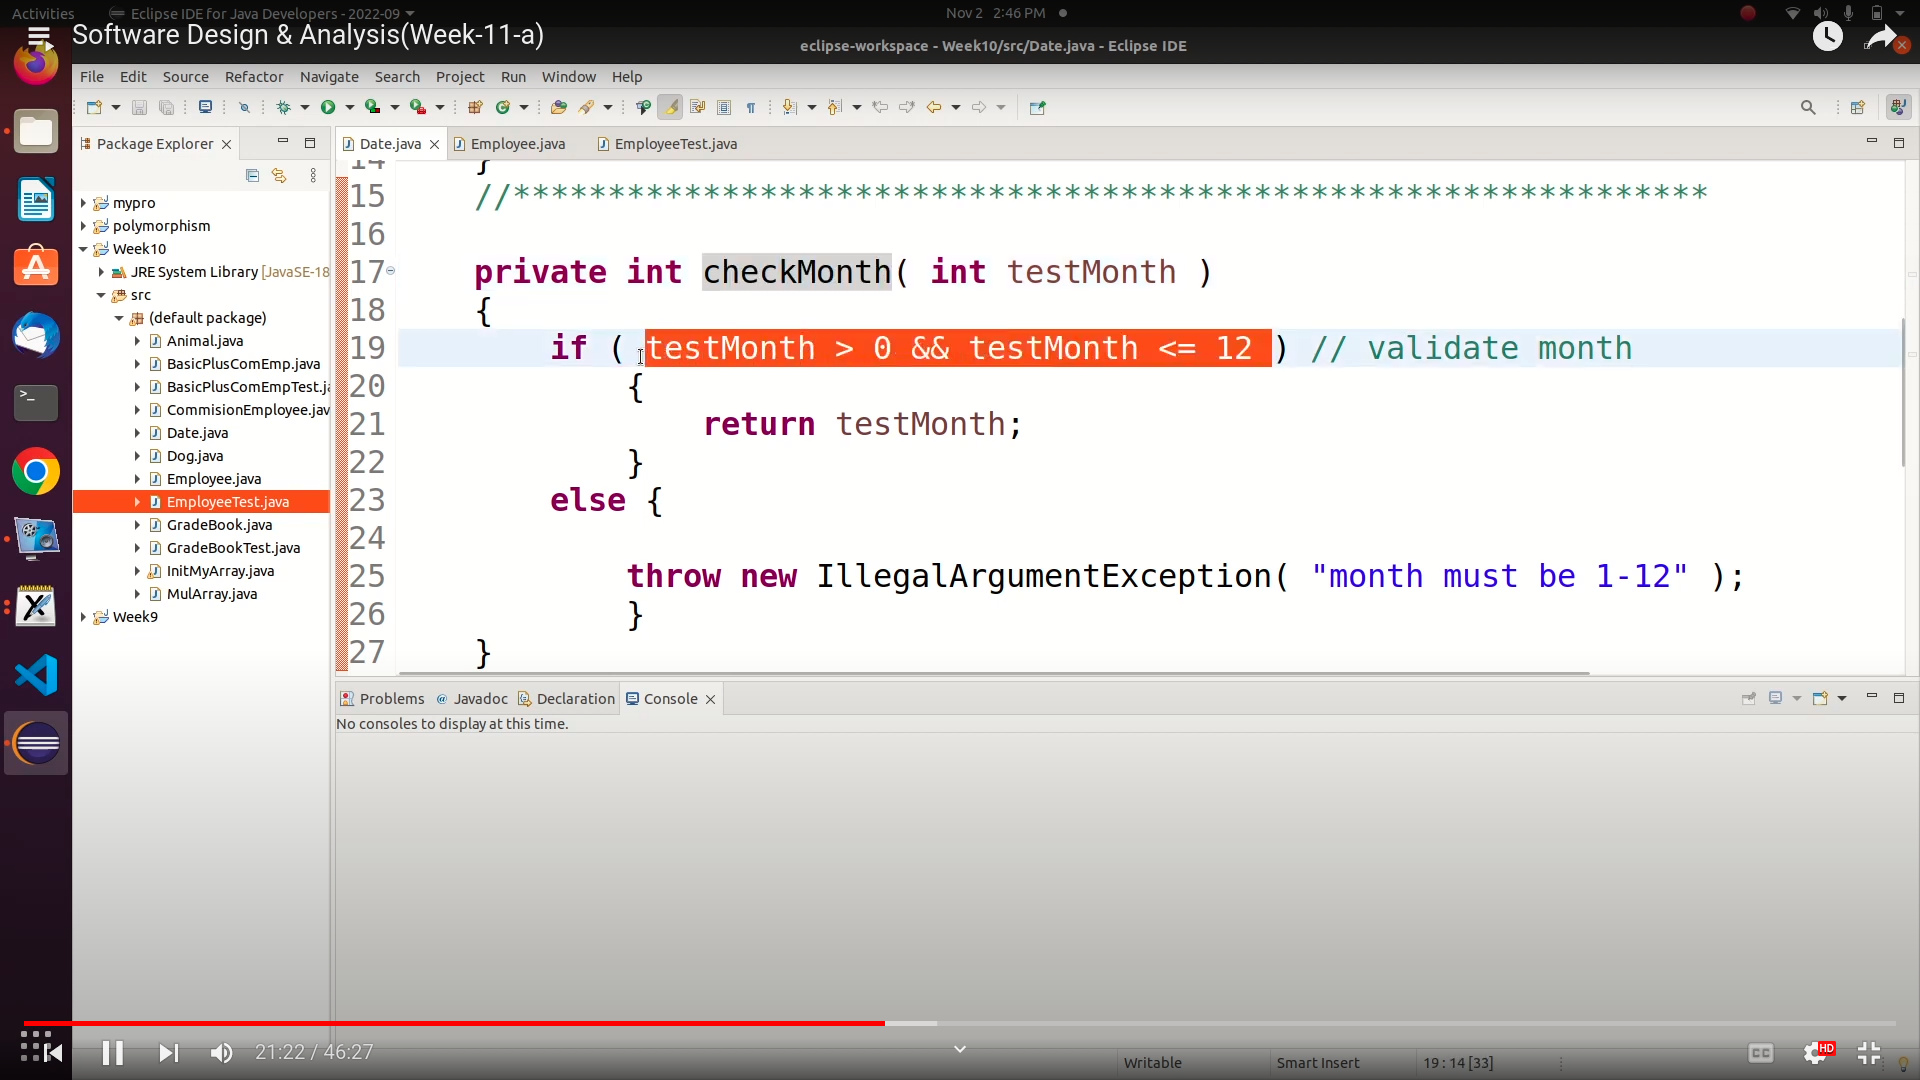 Activities
Eclipse IDE for Java Developers - 2022-09
Nov 2 2:46 PM
Software Design & Analysis(Week-11-a)
eclipse-workspace - Week10/src/Date.java - Eclipse IDE
File Edit Source Refactor Navigate Search Project Run Window Help
Package Explorer
mypro
polymorphism
Week10
JRE System Library [JavaSE-18
src
(default package)
Animal.java
BasicPlusComEmp.java
BasicPlusComEmpTest.ja
CommisionEmployee.jav
Date.java
Dog.java
Employee.java
EmployeeTest.java
GradeBook.java
GradeBookTest.java
InitMyArray.java
MulArray.java
Week9
Date.java Employee.java EmployeeTest.java
14 }
15 //***************************************************************
16
17 private int checkMonth( int testMonth )
18 {
19 if ( testMonth > 0 && testMonth <= 12 ) // validate month
20 {
21 return testMonth;
22 }
23 else {
24
25 throw new IllegalArgumentException( "month must be 1-12" );
26 }
27 }
Problems Javadoc Declaration Console
No consoles to display at this time.
21:22 / 46:27
CC
HD
Writable
Smart Insert
19 : 14 [33]